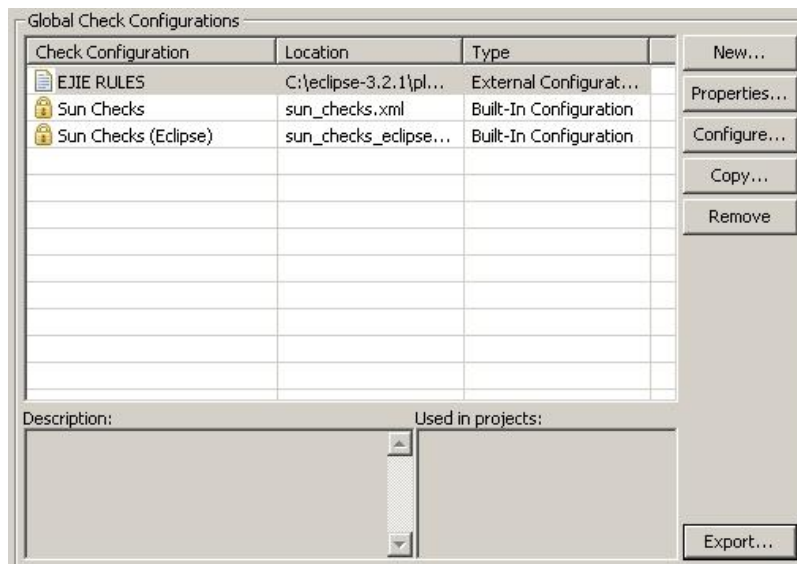 Global Check Configurations
Check Configuration Location Type
EJIE RULES C:\eclipse-3.2.1\pl... External Configurat...
Sun Checks sun_checks.xml Built-In Configuration
Sun Checks (Eclipse) sun_checks_eclipse... Built-In Configuration
New...
Properties...
Configure...
Copy...
Remove
Description: Used in projects:
Export...